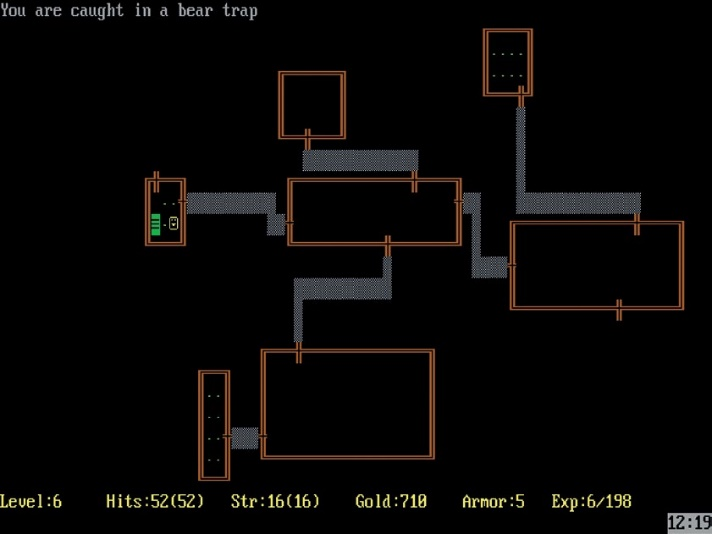 You are caught in a bear trap
Level:6 Hits:52(52) Str:16(16) Gold:710 Armor:5 Exp:6/198
12:19